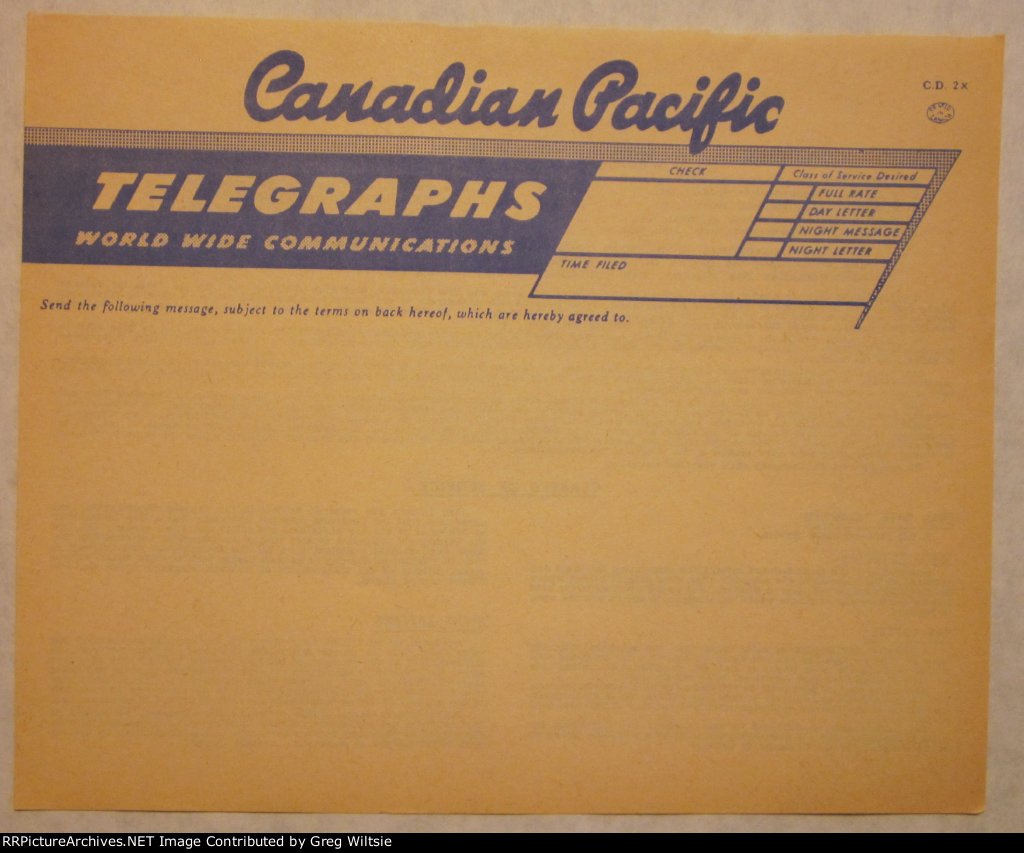 Canadian Pacific
C.D. 2X
TELEGRAPHS
WORLD WIDE COMMUNICATIONS
CHECK
Class of Service Desired
FULL RATE
DAY LETTER
NIGHT MESSAGE
NIGHT LETTER
TIME FILED
Send the following message, subject to the terms on back hereof, which are hereby agreed to.
RRPictureArchives.NET Image Contributed by Greg Wiltsie